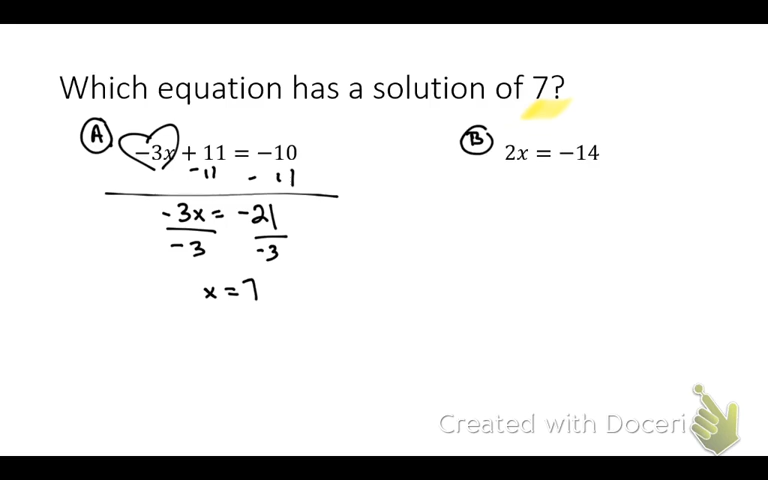 Which equation has a solution of 7?
A −3x + 11 = −10
B 2x = −14
-11 - 11
-3x = -21
-3 -3
x = 7
Created with Doceri